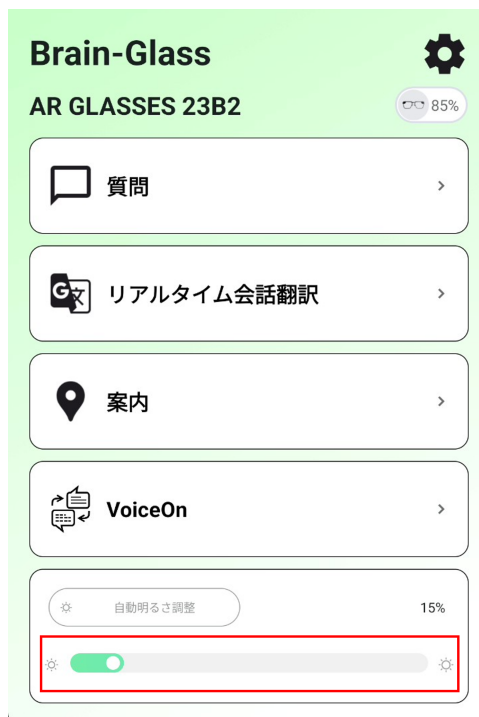 Brain-Glass
AR GLASSES 23B2
85%
質問
リアルタイム会話翻訳
案内
VoiceOn
自動明るさ調整
15%